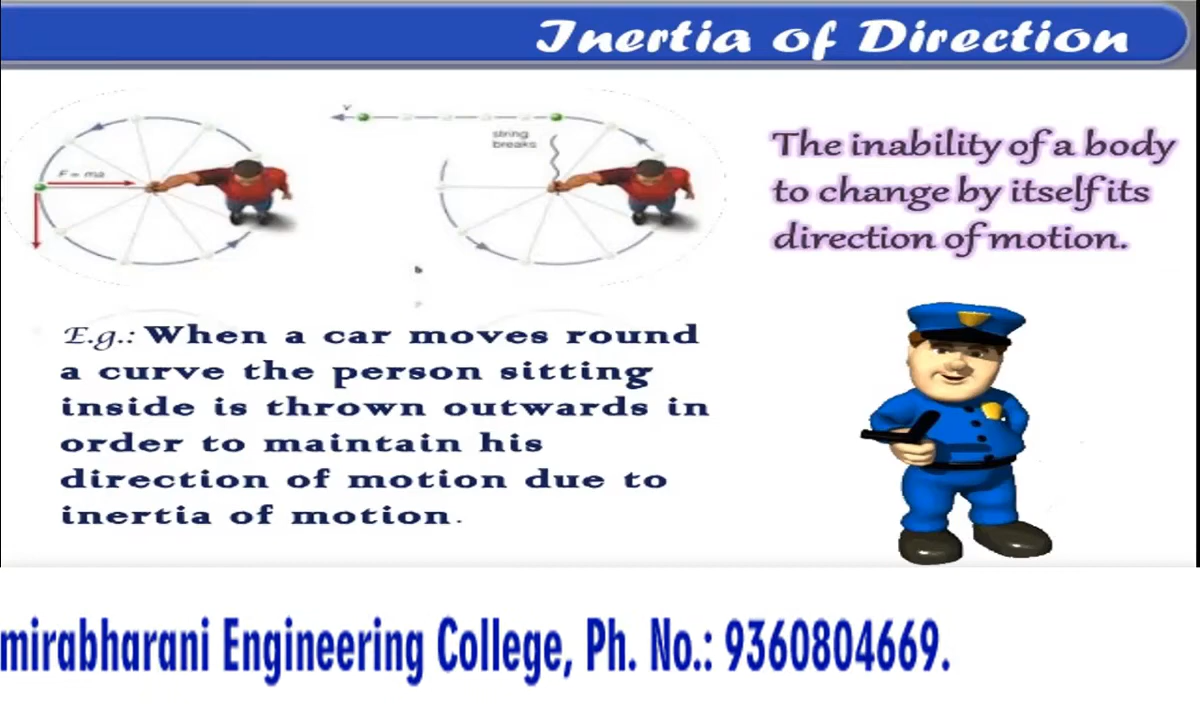 Inertia of Direction
F = ma
v
string
breaks
b
The inability of a body
to change by itself its
direction of motion.
E.g.: When a car moves round
a curve the person sitting
inside is thrown outwards in
order to maintain his
direction of motion due to
inertia of motion.
mirabharani Engineering College, Ph. No.: 9360804669.